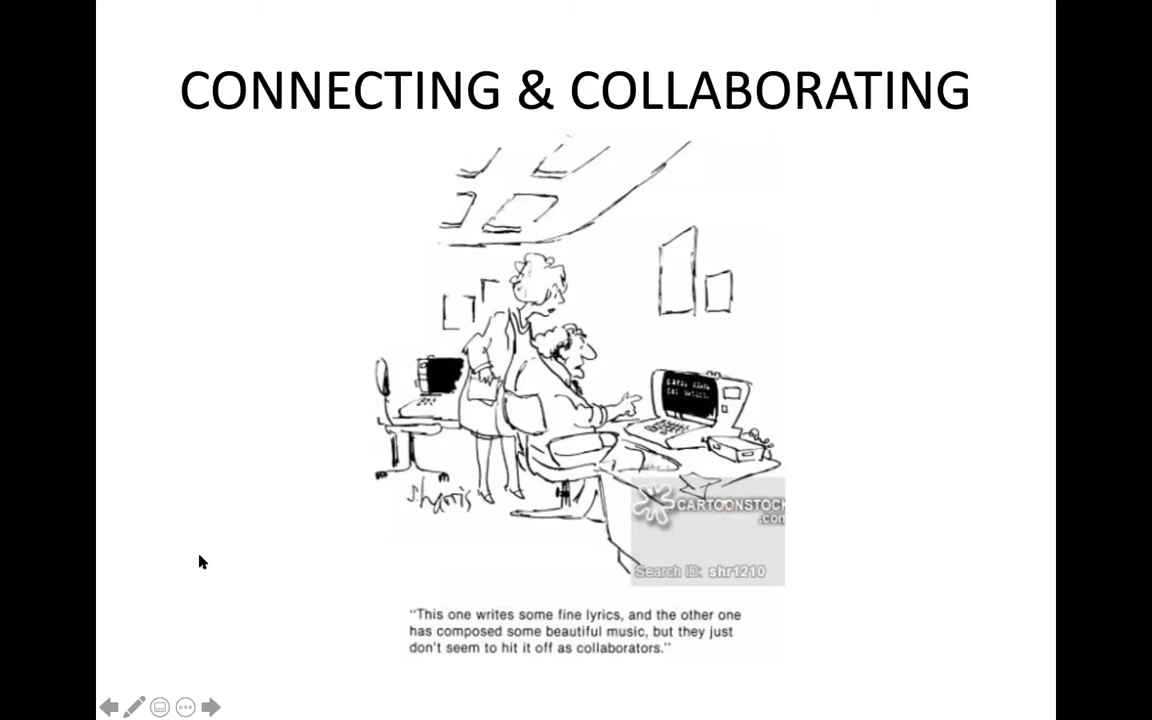 CONNECTING & COLLABORATING
sharris
CARTOONSTOCK
.com
Search ID: shr1210
"This one writes some fine lyrics, and the other one
has composed some beautiful music, but they just
don't seem to hit it off as collaborators."